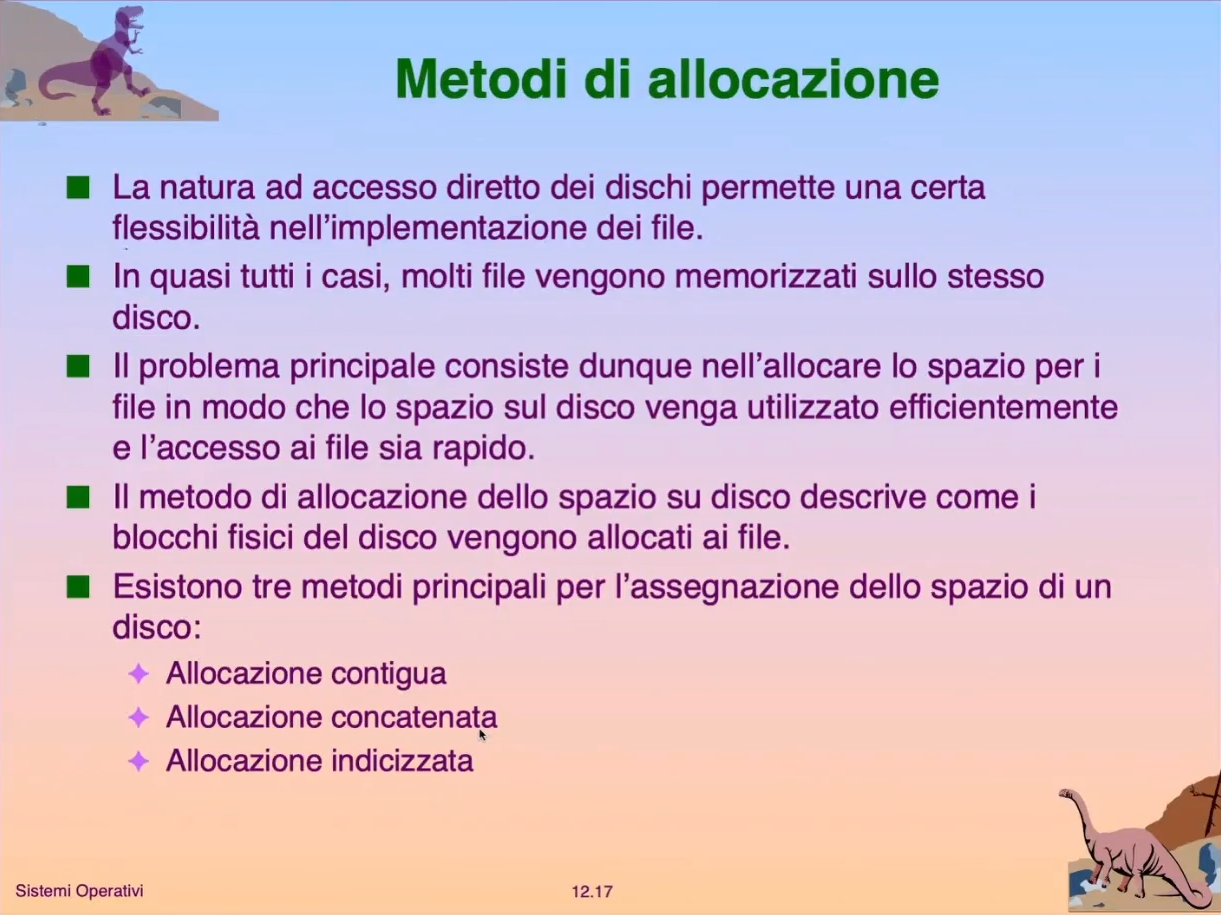 Metodi di allocazione
La natura ad accesso diretto dei dischi permette una certa
flessibilità nell'implementazione dei file.
In quasi tutti i casi, molti file vengono memorizzati sullo stesso
disco.
Il problema principale consiste dunque nell'allocare lo spazio per i
file in modo che lo spazio sul disco venga utilizzato efficientemente
e l'accesso ai file sia rapido.
Il metodo di allocazione dello spazio su disco descrive come i
blocchi fisici del disco vengono allocati ai file.
Esistono tre metodi principali per l'assegnazione dello spazio di un
disco:
Allocazione contigua
Allocazione concatenata
Allocazione indicizzata
Sistemi Operativi
12.17